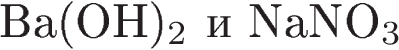 Ba(OH)₂ и NaNO₃